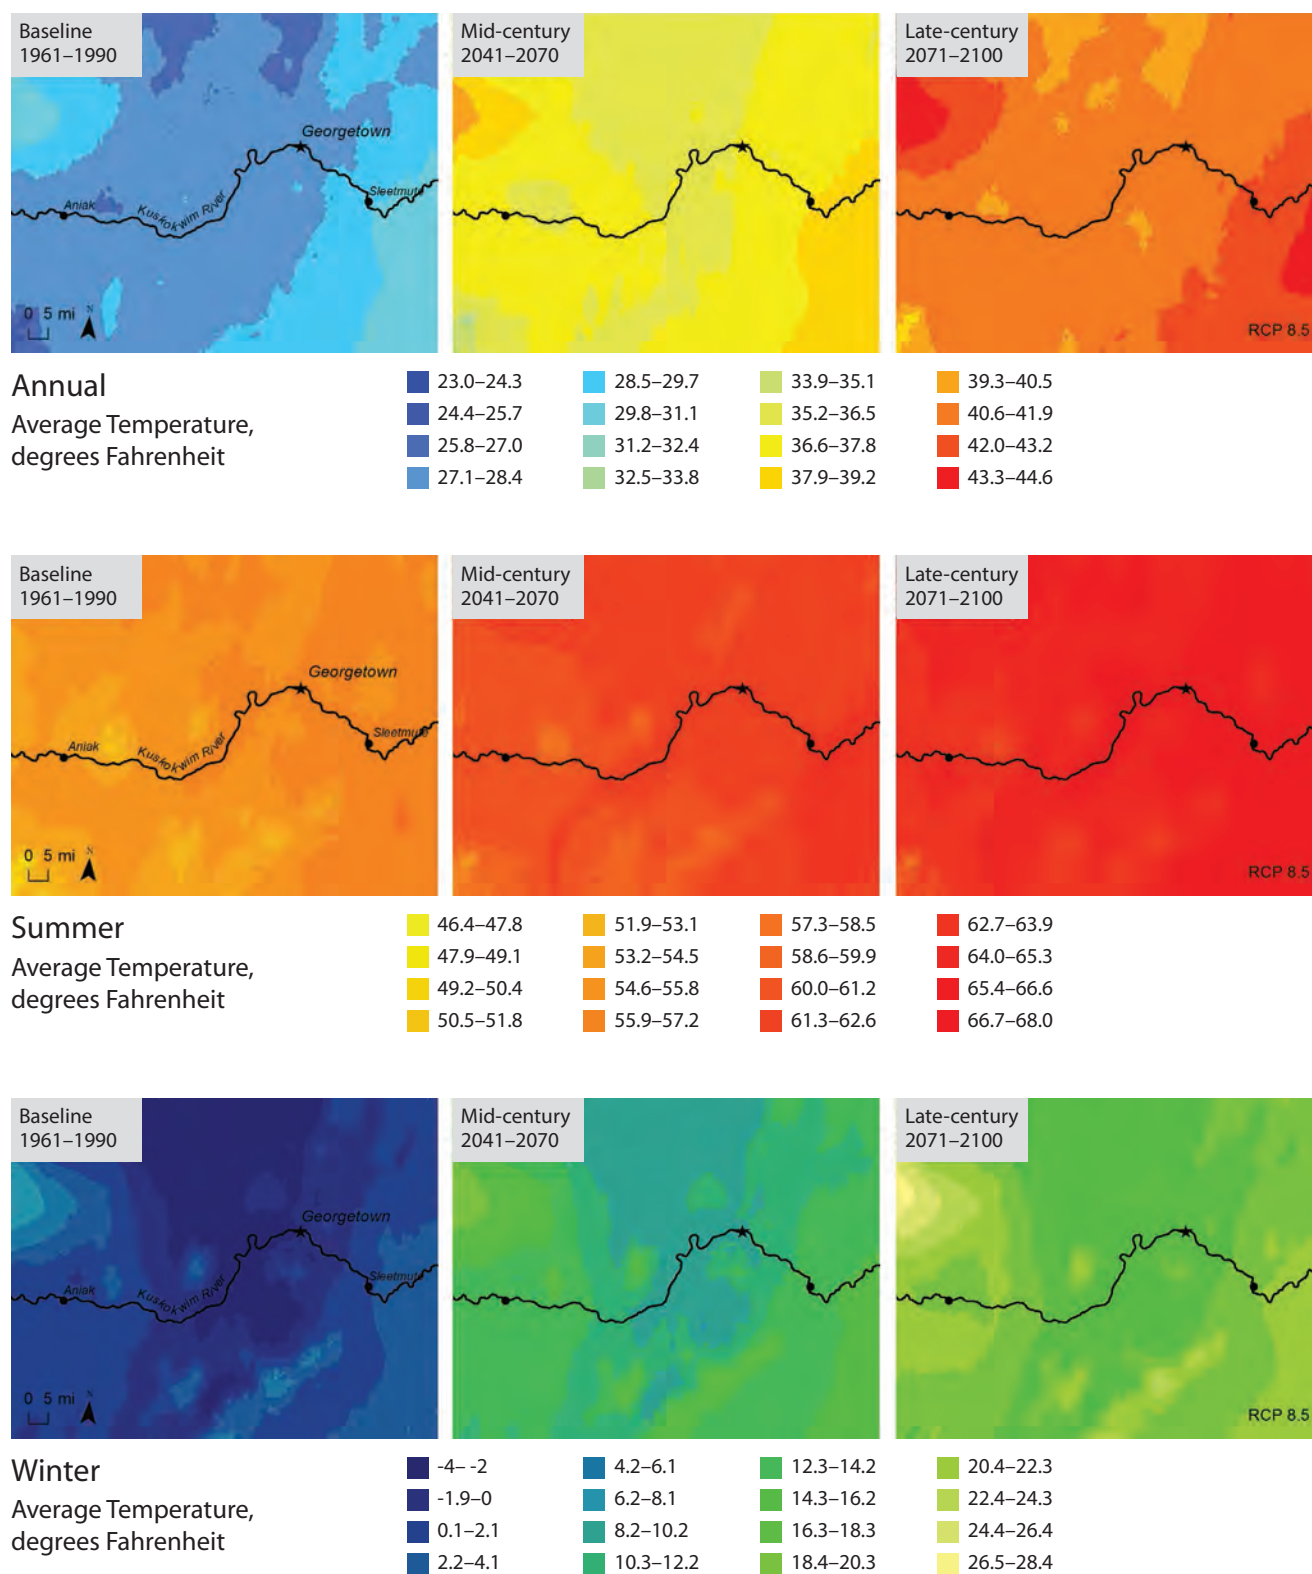 Baseline
1961–1990
Mid-century
2041–2070
Late-century
2071–2100
Georgetown
Sleetmute
Aniak
Kuskokwim River
0 5 mi
N
RCP 8.5
Annual
Average Temperature,
degrees Fahrenheit
23.0–24.3
24.4–25.7
25.8–27.0
27.1–28.4
28.5–29.7
29.8–31.1
31.2–32.4
32.5–33.8
33.9–35.1
35.2–36.5
36.6–37.8
37.9–39.2
39.3–40.5
40.6–41.9
42.0–43.2
43.3–44.6
Baseline
1961–1990
Mid-century
2041–2070
Late-century
2071–2100
Georgetown
Sleetmute
Aniak
Kuskokwim River
0 5 mi
N
RCP 8.5
Summer
Average Temperature,
degrees Fahrenheit
46.4–47.8
47.9–49.1
49.2–50.4
50.5–51.8
51.9–53.1
53.2–54.5
54.6–55.8
55.9–57.2
57.3–58.5
58.6–59.9
60.0–61.2
61.3–62.6
62.7–63.9
64.0–65.3
65.4–66.6
66.7–68.0
Baseline
1961–1990
Mid-century
2041–2070
Late-century
2071–2100
Georgetown
Sleetmute
Aniak
Kuskokwim River
0 5 mi
N
RCP 8.5
Winter
Average Temperature,
degrees Fahrenheit
-4– -2
-1.9–0
0.1–2.1
2.2–4.1
4.2–6.1
6.2–8.1
8.2–10.2
10.3–12.2
12.3–14.2
14.3–16.2
16.3–18.3
18.4–20.3
20.4–22.3
22.4–24.3
24.4–26.4
26.5–28.4